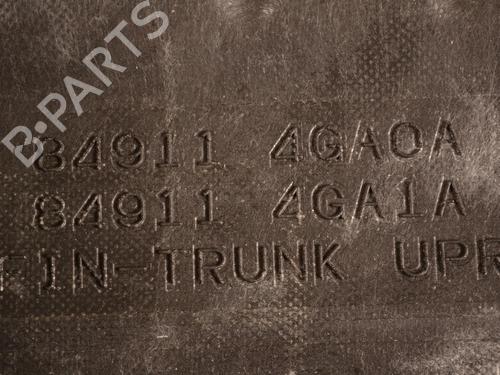 B-PARTS
84911 4GA0A
84911 4GA1A
FIN-TRUNK UPR